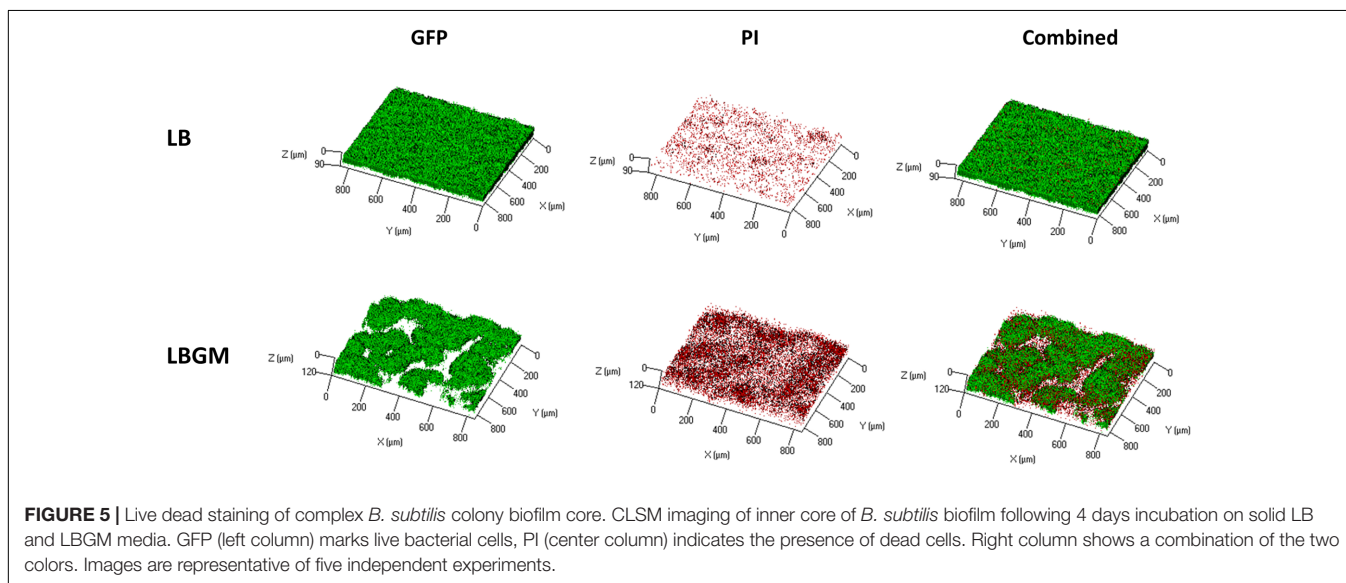 GFP PI Combined
LB
Z (µm) 0 90 800 600 400 200 0 Y (µm) 0 200 400 600 800 X (µm)
Z (µm) 0 90 800 600 400 200 0 Y (µm) 0 200 400 600 800 X (µm)
Z (µm) 0 90 800 600 400 200 0 Y (µm) 0 200 400 600 800 X (µm)
LBGM
Z (µm) 0 120 0 200 400 600 800 X (µm) 0 200 400 600 800 Y (µm)
Z (µm) 0 120 0 200 400 600 800 X (µm) 0 200 400 600 800 Y (µm)
Z (µm) 0 120 0 200 400 600 800 X (µm) 0 200 400 600 800 Y (µm)
FIGURE 5 | Live dead staining of complex B. subtilis colony biofilm core. CLSM imaging of inner core of B. subtilis biofilm following 4 days incubation on solid LB
and LBGM media. GFP (left column) marks live bacterial cells, PI (center column) indicates the presence of dead cells. Right column shows a combination of the two
colors. Images are representative of five independent experiments.